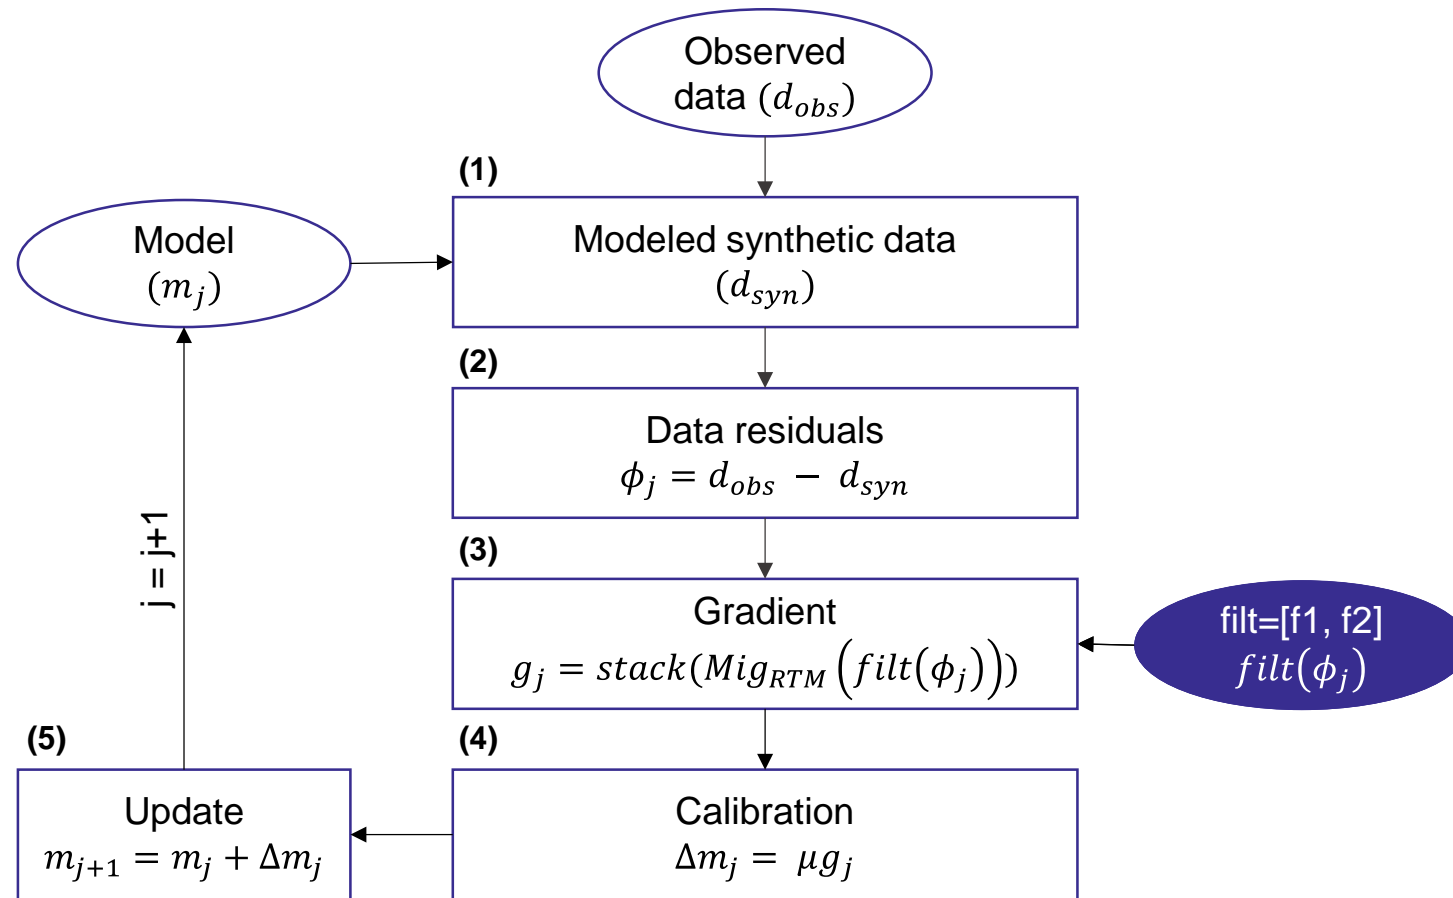 Observed
data (d_obs)
(1)
Modeled synthetic data
(d_syn)
Model
(m_j)
(2)
Data residuals
ϕ_j = d_obs − d_syn
j = j+1
(3)
Gradient
g_j = stack(Mig_RTM (filt(ϕ_j)))
filt=[f1, f2]
filt(ϕ_j)
(4)
Calibration
Δm_j = μg_j
(5)
Update
m_{j+1} = m_j + Δm_j